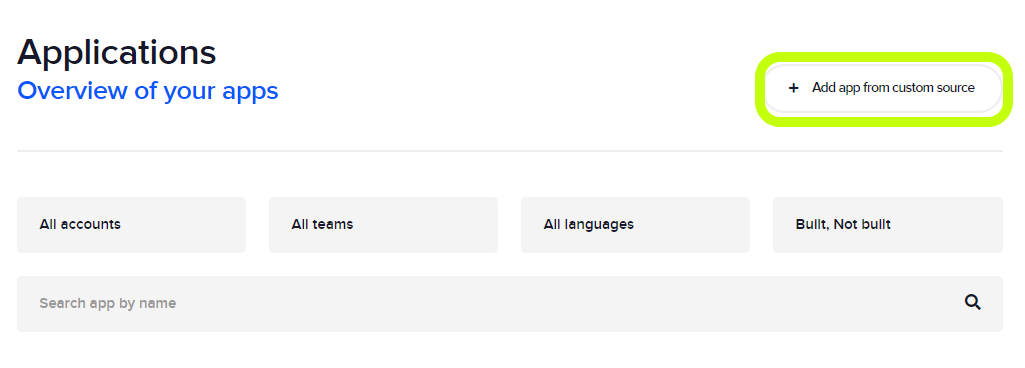 Applications
Overview of your apps
+ Add app from custom source
All accounts
All teams
All languages
Built, Not built
Search app by name